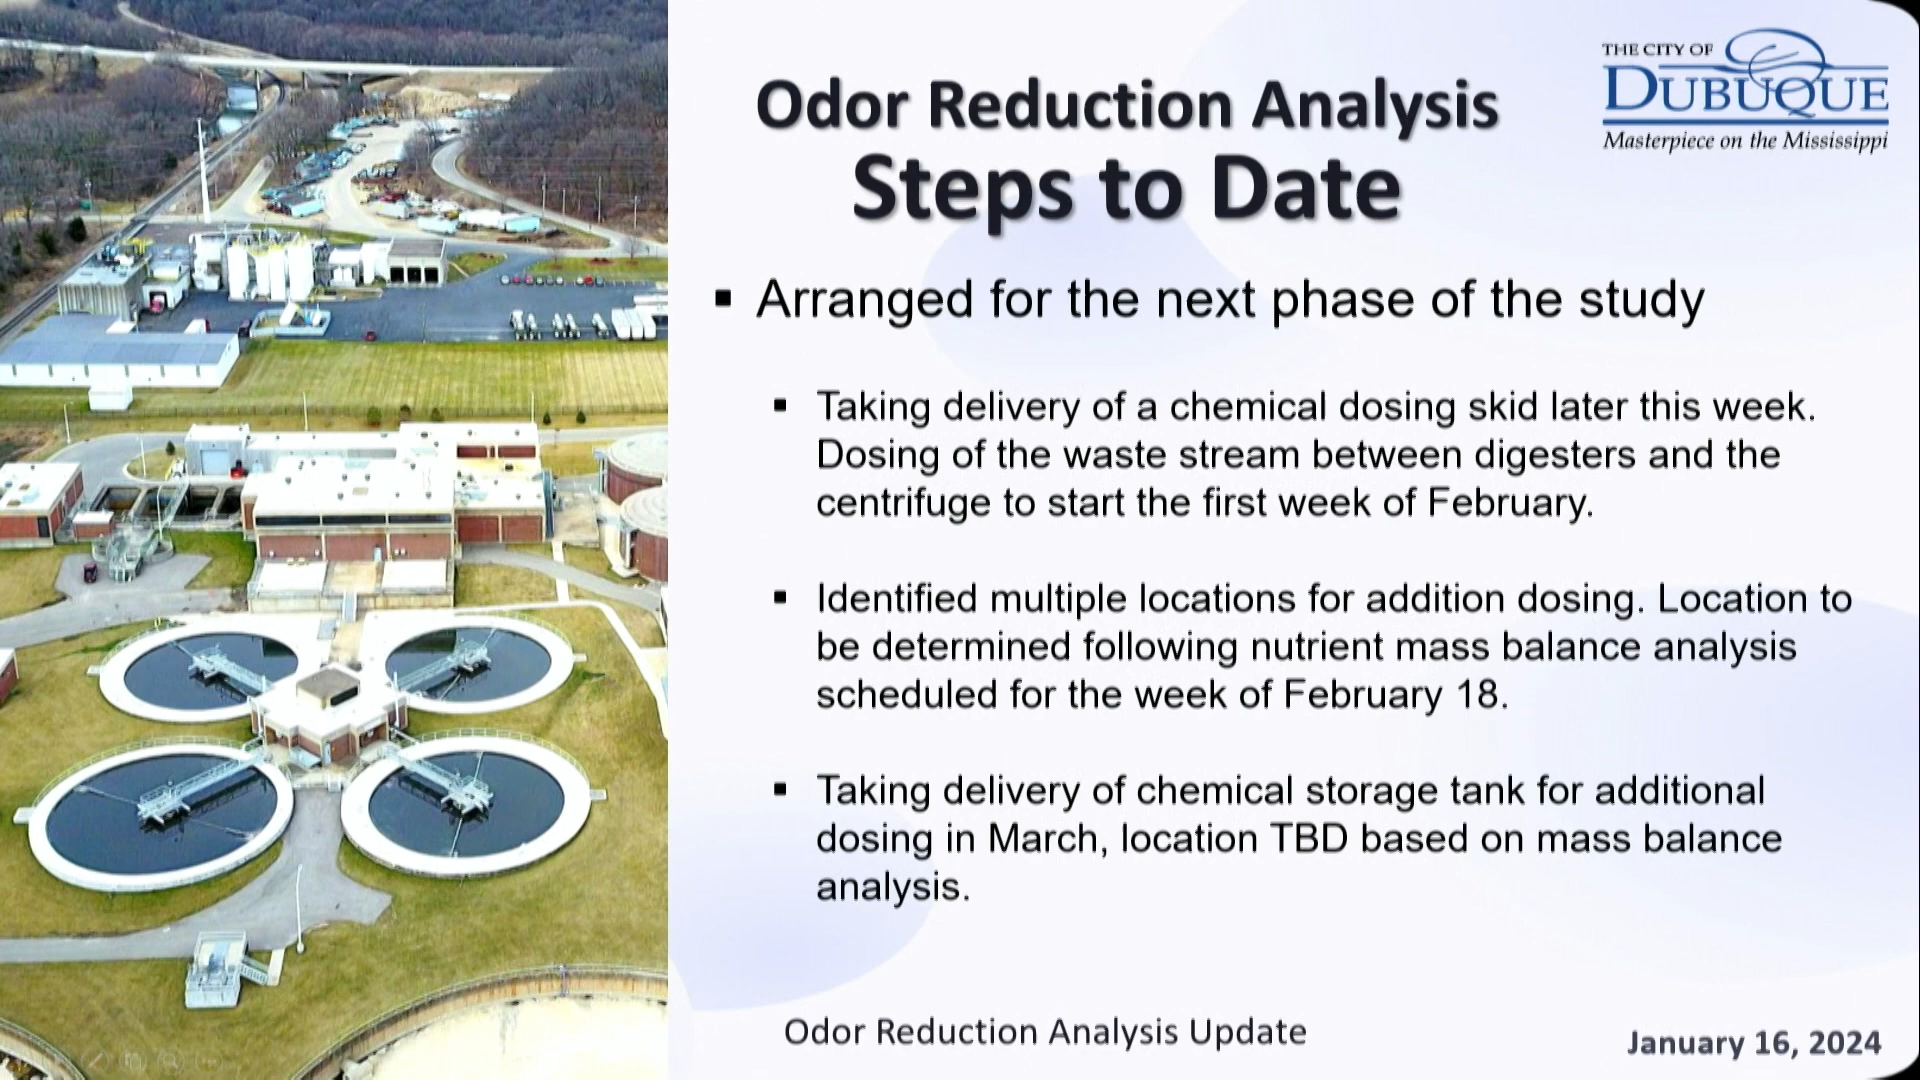 THE CITY OF
DUBUQUE
Masterpiece on the Mississippi
Odor Reduction Analysis
Steps to Date
▪ Arranged for the next phase of the study
▪ Taking delivery of a chemical dosing skid later this week.
Dosing of the waste stream between digesters and the
centrifuge to start the first week of February.
▪ Identified multiple locations for addition dosing. Location to
be determined following nutrient mass balance analysis
scheduled for the week of February 18.
▪ Taking delivery of chemical storage tank for additional
dosing in March, location TBD based on mass balance
analysis.
Odor Reduction Analysis Update
January 16, 2024